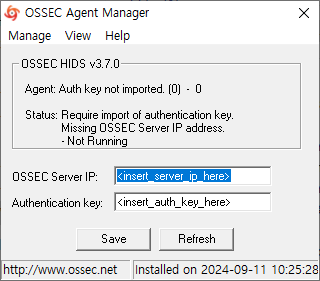 OSSEC Agent Manager
Manage View Help
OSSEC HIDS v3.7.0
Agent: Auth key not imported. (0) - 0
Status: Require import of authentication key.
Missing OSSEC Server IP address.
- Not Running
OSSEC Server IP: <insert_server_ip_here>
Authentication key: <insert_auth_key_here>
Save Refresh
http://www.ossec.net Installed on 2024-09-11 10:25:28